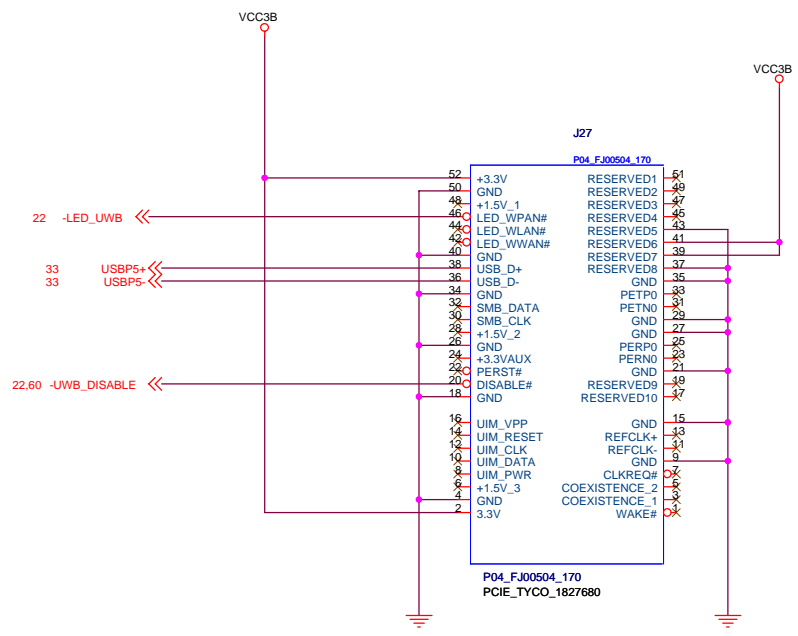 VCC3B
VCC3B
J27
P04_FJ00504_170
52 +3.3V RESERVED1 51
50 GND RESERVED2 49
48 +1.5V_1 RESERVED3 47
22 -LED_UWB 46 LED_WPAN# RESERVED4 45
44 LED_WLAN# RESERVED5 43
42 LED_WWAN# RESERVED6 41
40 GND RESERVED7 39
33 USBP5+ 38 USB_D+ RESERVED8 37
33 USBP5- 36 USB_D- GND 35
34 GND PETP0 33
32 SMB_DATA PETN0 31
30 SMB_CLK GND 29
28 +1.5V_2 GND 27
26 GND PERP0 25
24 +3.3VAUX PERN0 23
22 PERST# GND 21
22,60 -UWB_DISABLE 20 DISABLE# RESERVED9 19
18 GND RESERVED10 17
16 UIM_VPP GND 15
14 UIM_RESET REFCLK+ 13
12 UIM_CLK REFCLK- 11
10 UIM_DATA GND 9
8 UIM_PWR CLKREQ# 7
6 +1.5V_3 COEXISTENCE_2 5
4 GND COEXISTENCE_1 3
2 3.3V WAKE# 1
P04_FJ00504_170
PCIE_TYCO_1827680